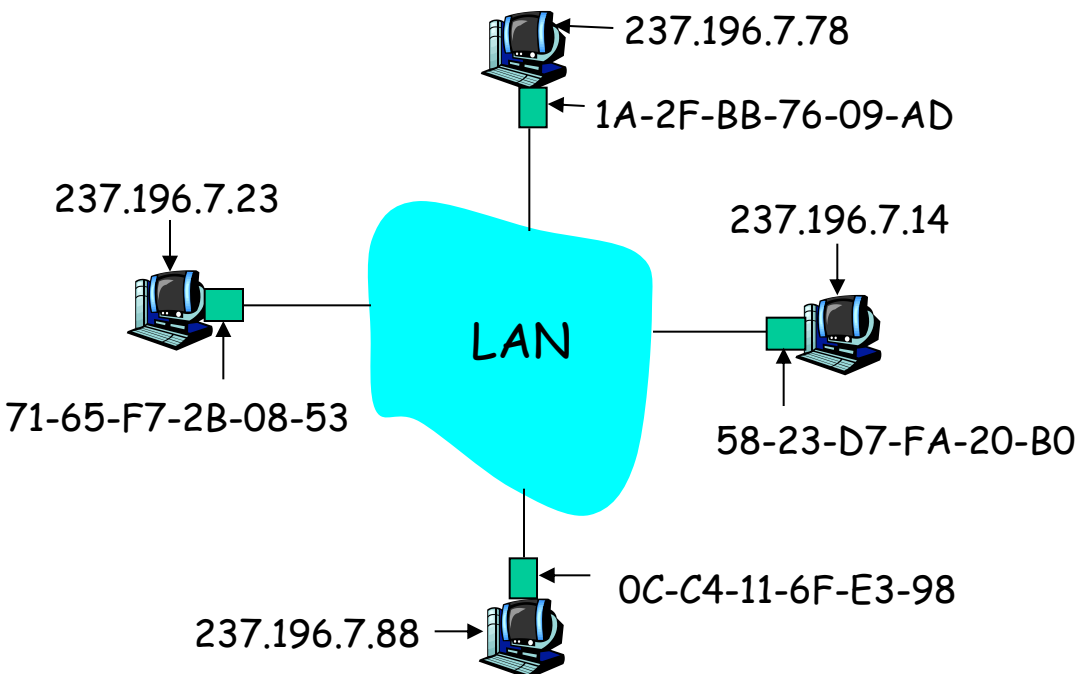 237.196.7.78
1A-2F-BB-76-09-AD
237.196.7.23
237.196.7.14
LAN
71-65-F7-2B-08-53
58-23-D7-FA-20-B0
0C-C4-11-6F-E3-98
237.196.7.88